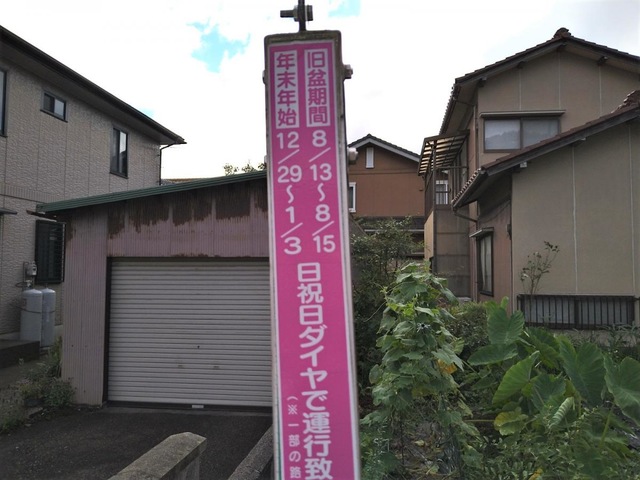 旧盆期間 8/13～8/15
年末年始 12/29～1/3
日祝日ダイヤで運行致
(※一部の路